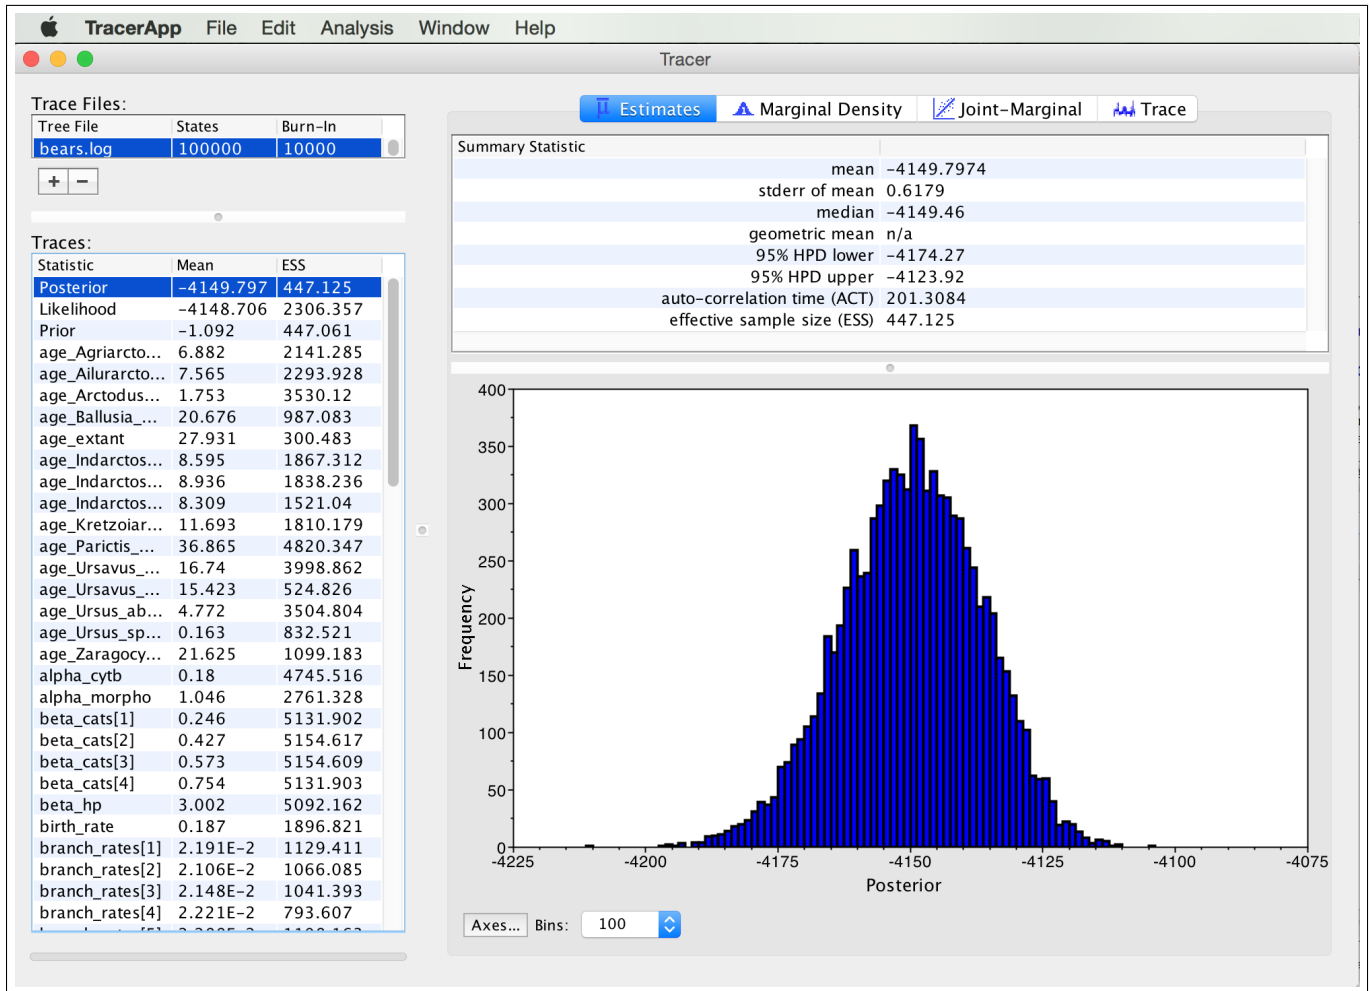 TracerApp File Edit Analysis Window Help
Tracer
Trace Files:
Tree File States Burn-In
bears.log 100000 10000
+ −
Traces:
Statistic Mean ESS
Posterior -4149.797 447.125
Likelihood -4148.706 2306.357
Prior -1.092 447.061
age_Agriarcto... 6.882 2141.285
age_Ailurarcto... 7.565 2293.928
age_Arctodus... 1.753 3530.12
age_Ballusia_... 20.676 987.083
age_extant 27.931 300.483
age_Indarctos... 8.595 1867.312
age_Indarctos... 8.936 1838.236
age_Indarctos... 8.309 1521.04
age_Kretzoiar... 11.693 1810.179
age_Parictis_... 36.865 4820.347
age_Ursavus_... 16.74 3998.862
age_Ursavus_... 15.423 524.826
age_Ursus_ab... 4.772 3504.804
age_Ursus_sp... 0.163 832.521
age_Zaragocy... 21.625 1099.183
alpha_cytb 0.18 4745.516
alpha_morpho 1.046 2761.328
beta_cats[1] 0.246 5131.902
beta_cats[2] 0.427 5154.617
beta_cats[3] 0.573 5154.609
beta_cats[4] 0.754 5131.903
beta_hp 3.002 5092.162
birth_rate 0.187 1896.821
branch_rates[1] 2.191E-2 1129.411
branch_rates[2] 2.106E-2 1066.085
branch_rates[3] 2.148E-2 1041.393
branch_rates[4] 2.221E-2 793.607
Estimates Marginal Density Joint-Marginal Trace
Summary Statistic
mean -4149.7974
stderr of mean 0.6179
median -4149.46
geometric mean n/a
95% HPD lower -4174.27
95% HPD upper -4123.92
auto-correlation time (ACT) 201.3084
effective sample size (ESS) 447.125
400
350
300
250
200
150
100
50
0
Frequency
-4225 -4200 -4175 -4150 -4125 -4100 -4075
Posterior
Axes... Bins: 100